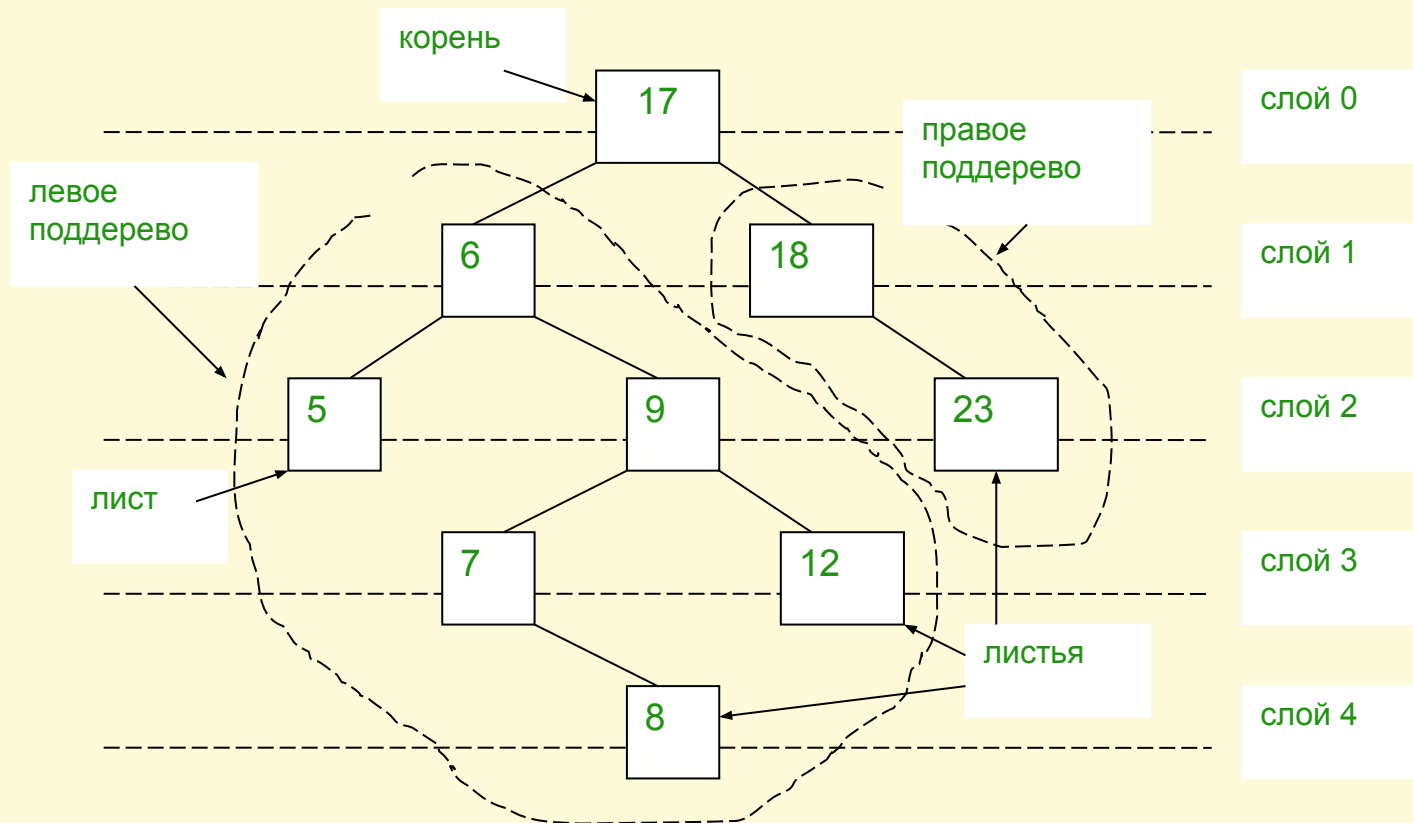 корень
17
слой 0
правое
поддерево
левое
поддерево
6
18
слой 1
5
9
23
слой 2
лист
7
12
слой 3
листья
8
слой 4